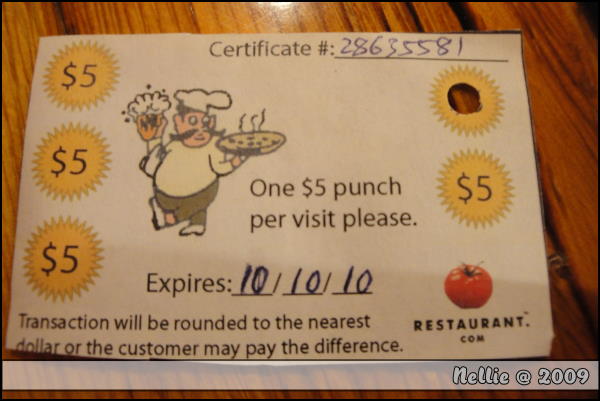 Certificate #: 28635581
$5
$5
$5
$5
One $5 punch
per visit please.
Expires: 10/10/10
Transaction will be rounded to the nearest
dollar or the customer may pay the difference.
RESTAURANT.
COM
Nellie @ 2009